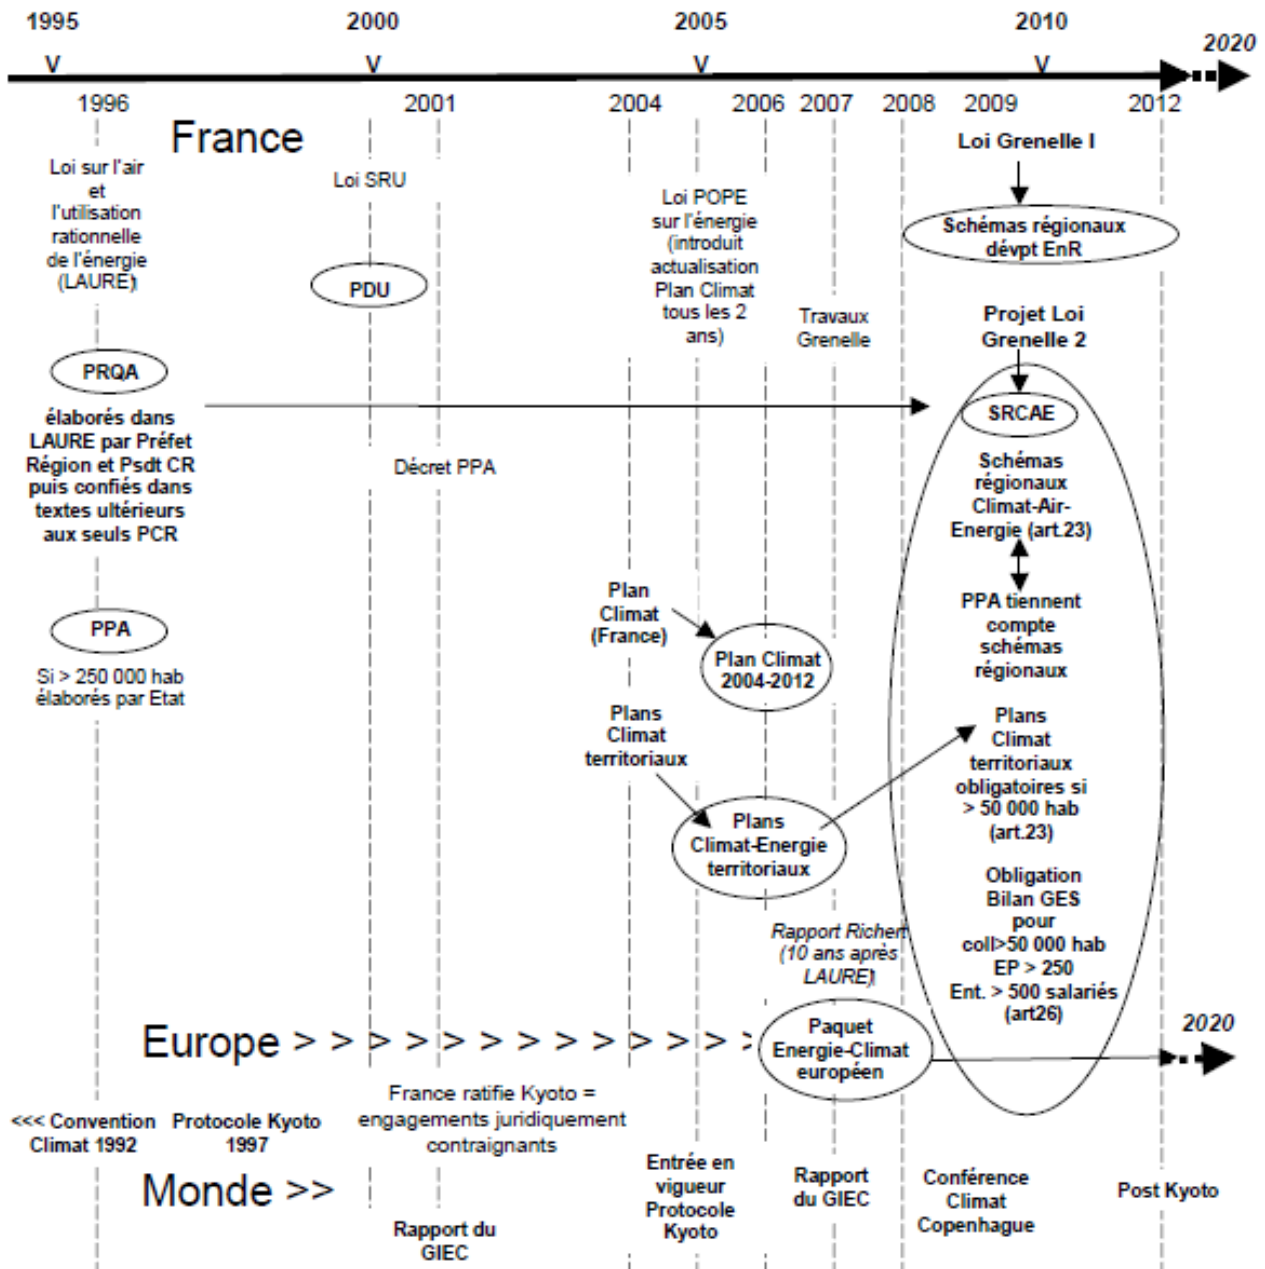 1995
2000
2005
2010
2020
V
V
V
V
1996
2001
2004
2006
2007
2008
2009
2012
France
Loi sur l'air
et
l'utilisation
rationnelle
de l'énergie
(LAURE)
PRQA
élaborés dans
LAURE par Préfet
Région et Psdt CR
puis confiés dans
textes ultérieurs
aux seuls PCR
PPA
Si > 250 000 hab
élaborés par Etat
Loi SRU
PDU
Décret PPA
Loi POPE
sur l'énergie
(introduit
actualisation
Plan Climat
tous les 2
ans)
Travaux
Grenelle
Loi Grenelle I
Schémas régionaux
dévpt EnR
Projet Loi
Grenelle 2
SRCAE
Schémas
régionaux
Climat-Air-
Energie (art.23)
PPA tiennent
compte
schémas
régionaux
Plan
Climat
(France)
Plan Climat
2004-2012
Plans
Climat
territoriaux
Plans
Climat-Energie
territoriaux
Plans
Climat
territoriaux
obligatoires si
> 50 000 hab
(art.23)
Obligation
Bilan GES
pour
coll>50 000 hab
EP > 250
Ent. > 500 salariés
(art26)
Rapport Richert
(10 ans après
LAURE)
Europe > > > > > > > > > > > > >
Paquet
Energie-Climat
européen
2020
France ratifie Kyoto =
engagements juridiquement
contraignants
<<< Convention
Climat 1992
Protocole Kyoto
1997
Monde >>
Rapport du
GIEC
Entrée en
vigueur
Protocole
Kyoto
Rapport
du GIEC
Conférence
Climat
Copenhague
Post Kyoto